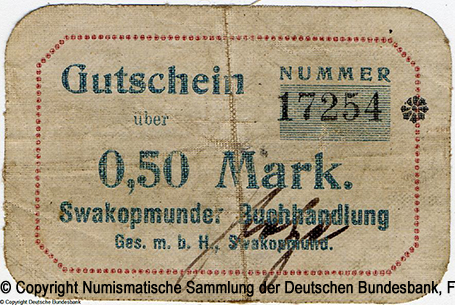 Gutschein
NUMMER
17254
über
0,50 Mark.
Swakopmunder Buchhandlung
Ges. m. b. H., Swakopmund.
© Copyright Numismatische Sammlung der Deutschen Bundesbank, F
© Copyright Deutsche Bundesbank